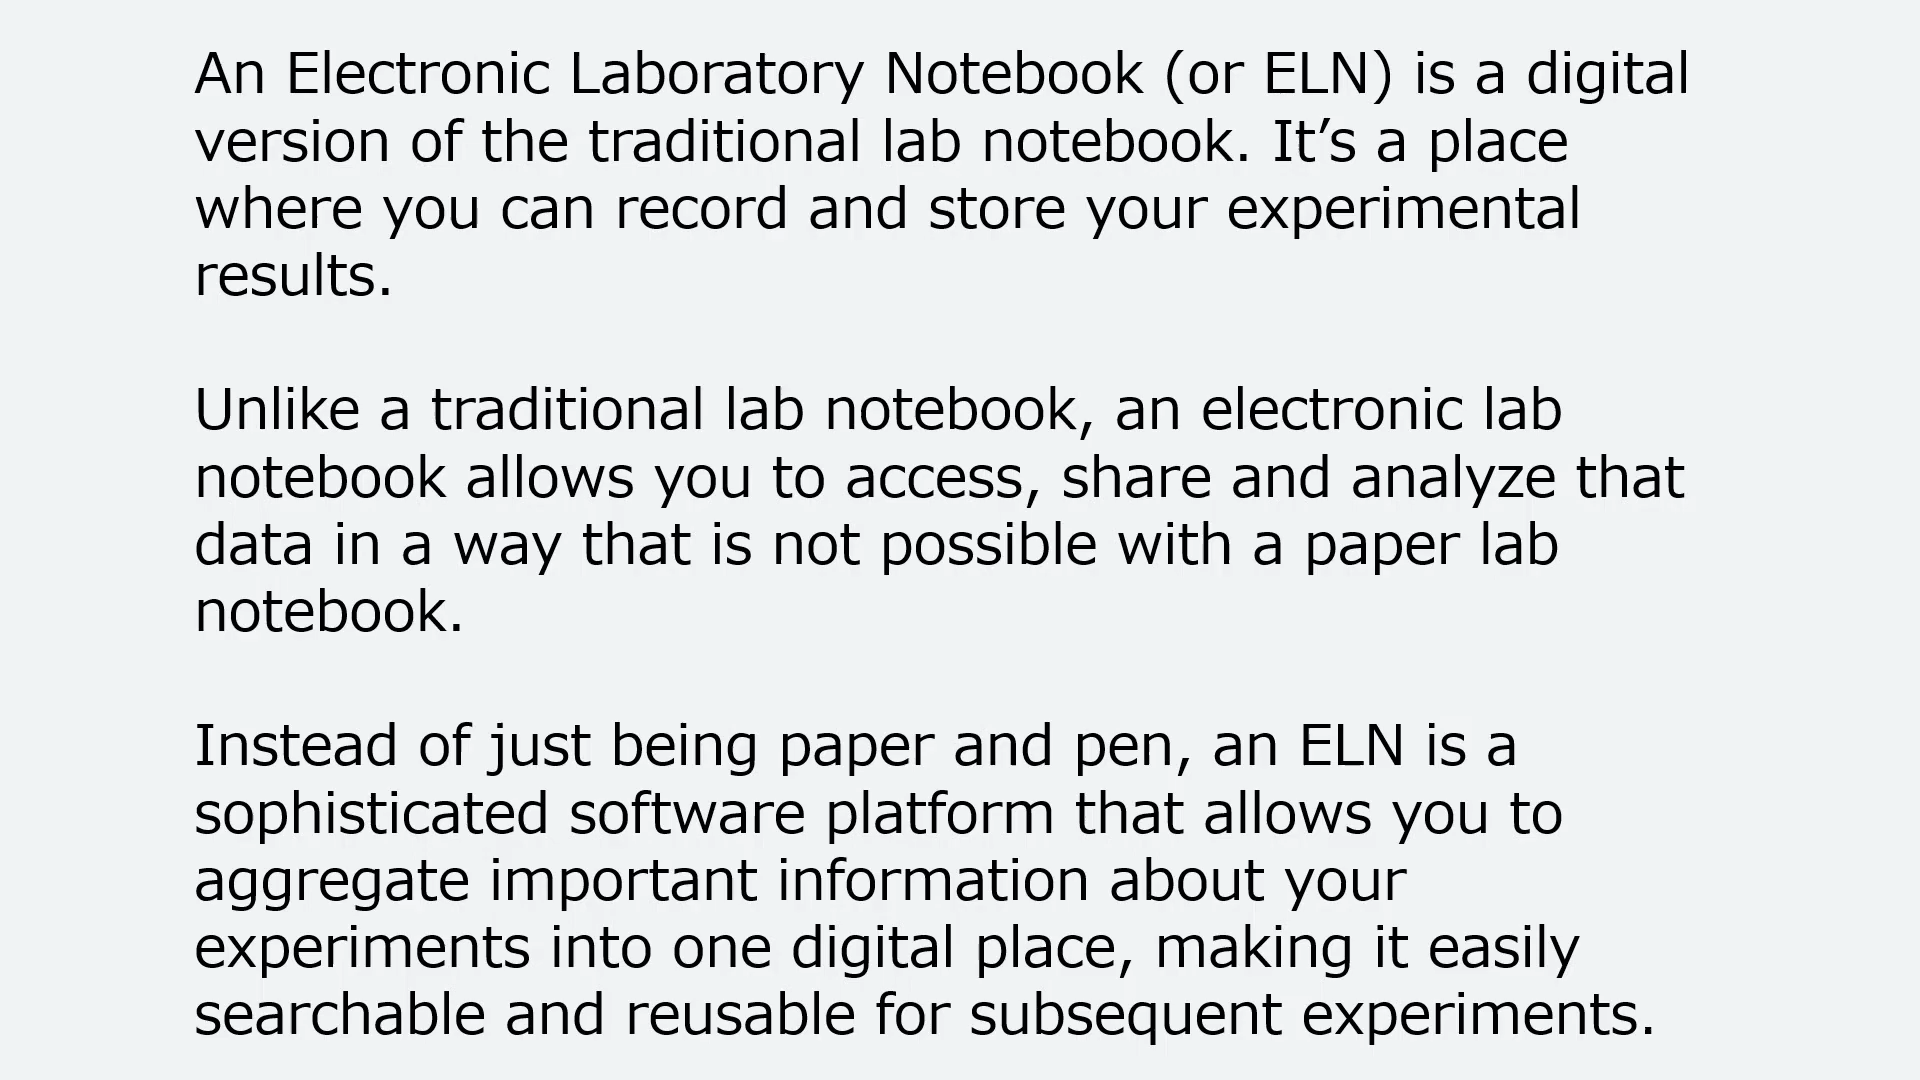 An Electronic Laboratory Notebook (or ELN) is a digital
version of the traditional lab notebook. It’s a place
where you can record and store your experimental
results.
Unlike a traditional lab notebook, an electronic lab
notebook allows you to access, share and analyze that
data in a way that is not possible with a paper lab
notebook.
Instead of just being paper and pen, an ELN is a
sophisticated software platform that allows you to
aggregate important information about your
experiments into one digital place, making it easily
searchable and reusable for subsequent experiments.